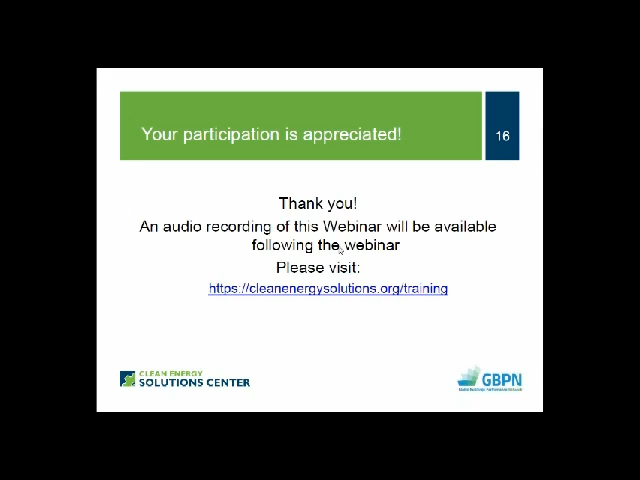 Your participation is appreciated!
16
Thank you!
An audio recording of this Webinar will be available
following the webinar
Please visit:
https://cleanenergysolutions.org/training
CLEAN ENERGY
SOLUTIONS CENTER
GBPN